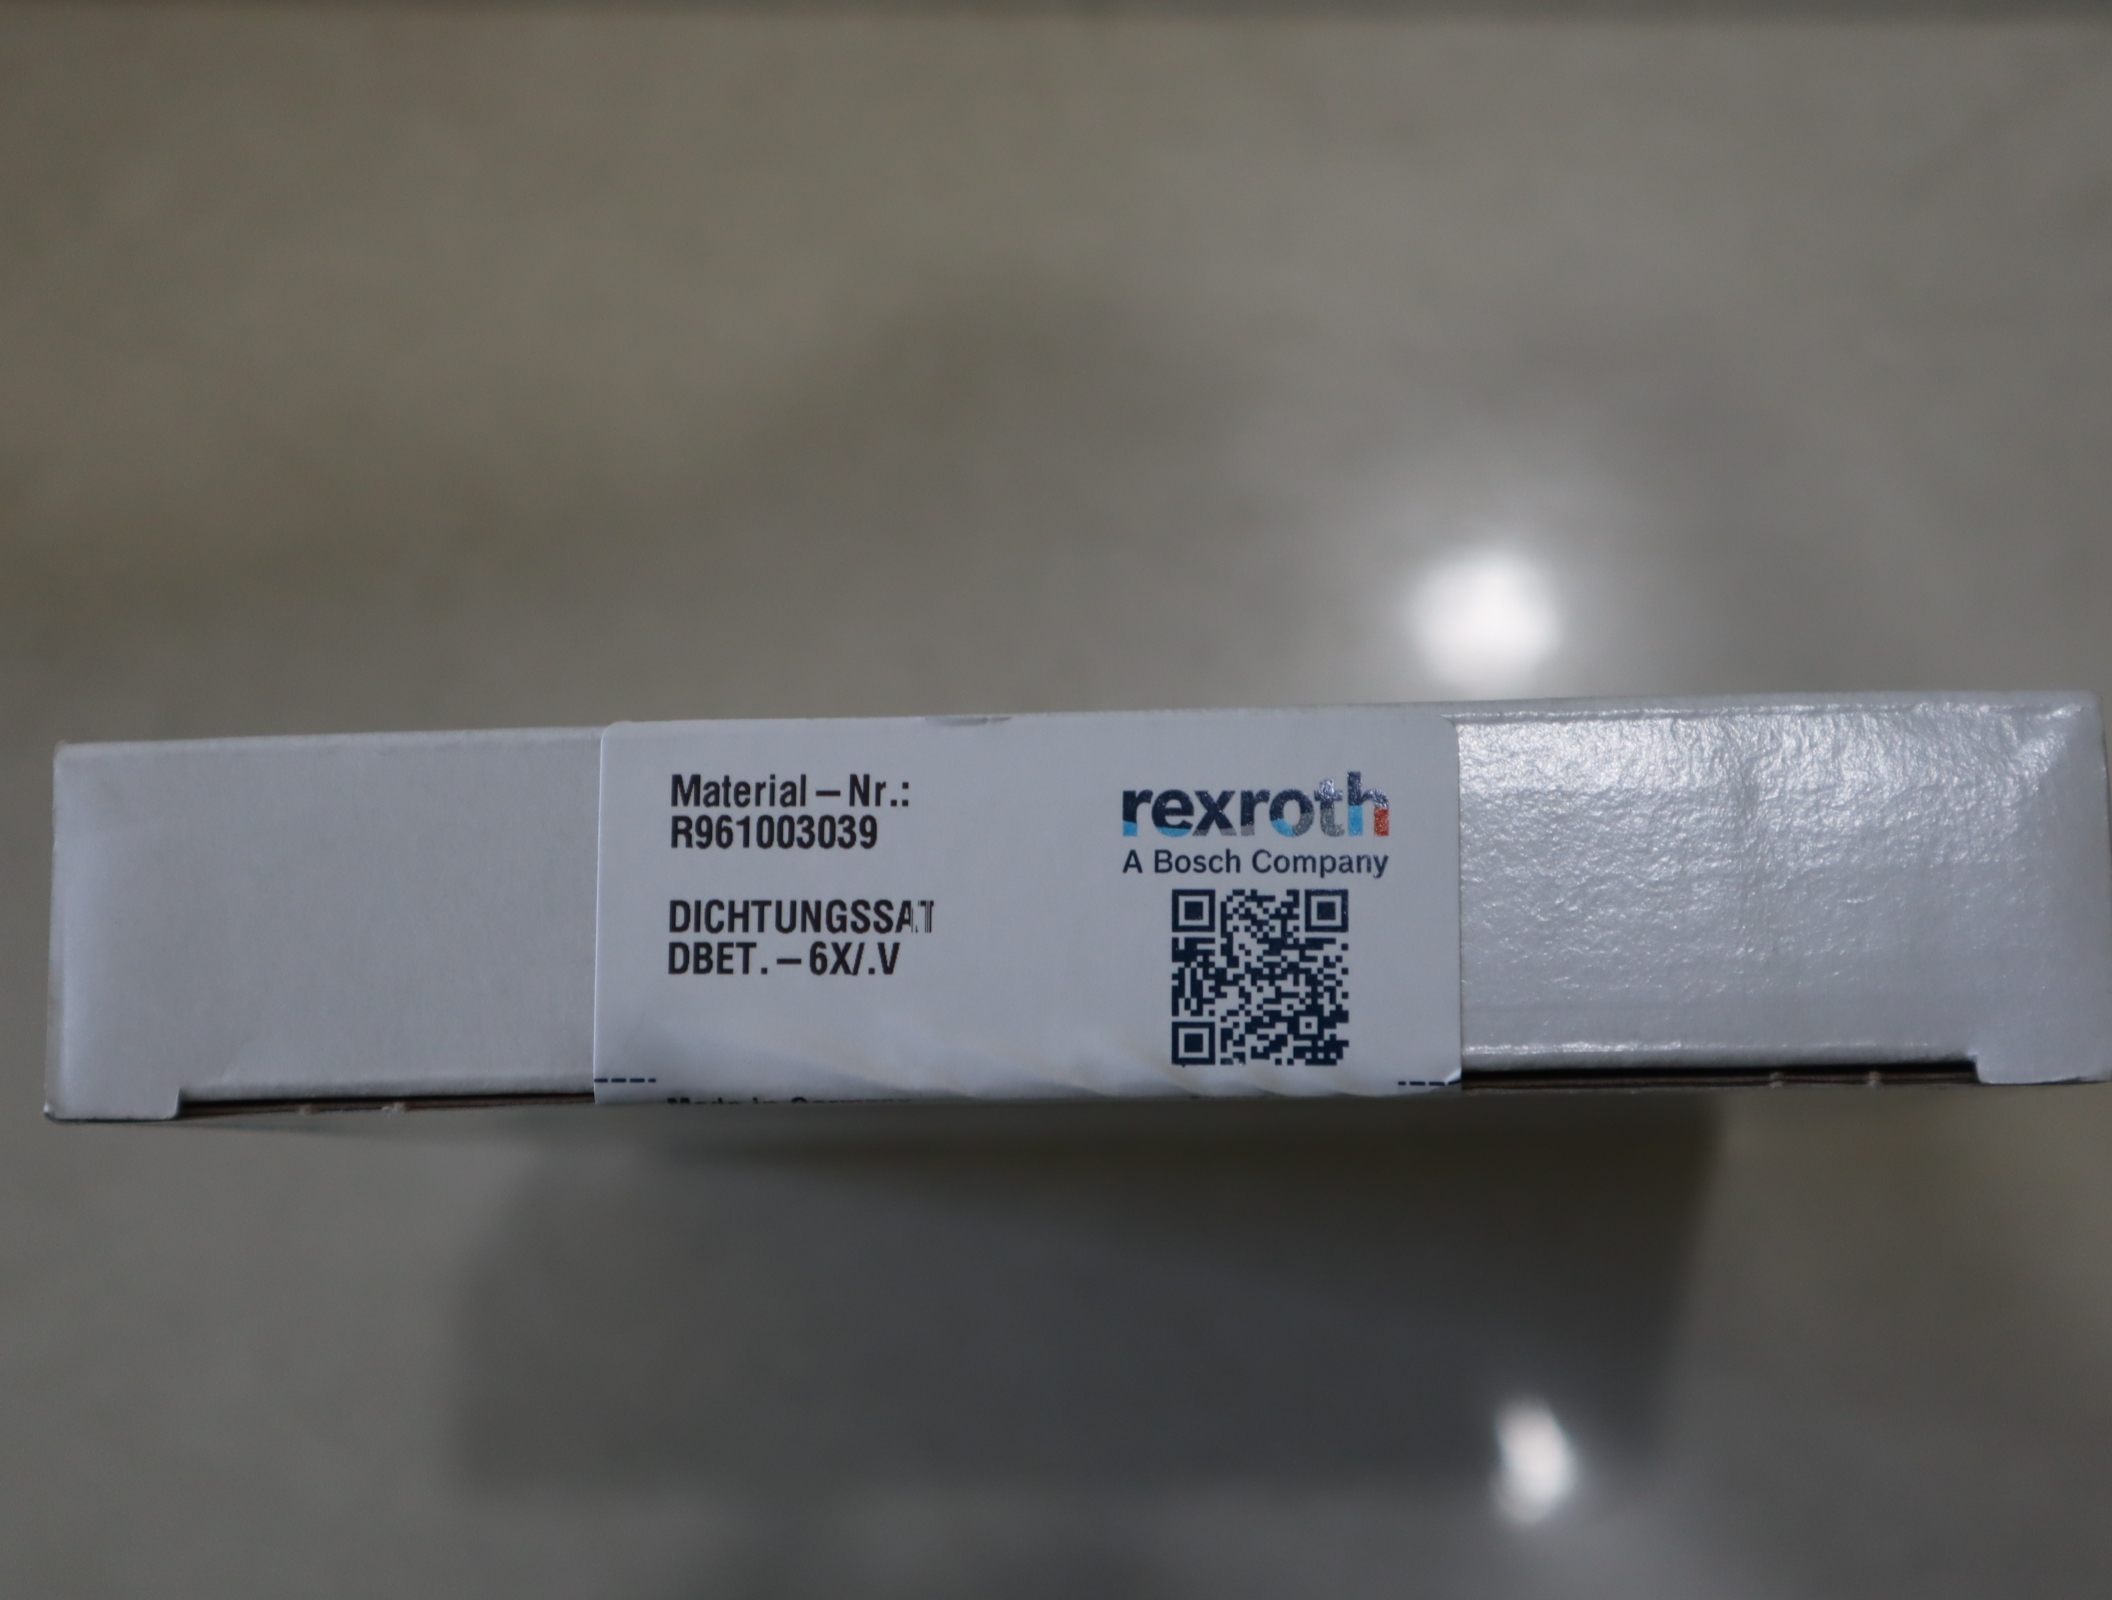 Material – Nr.:
R961003039
DICHTUNGSSAT
DBET. – 6X/.V
rexroth
A Bosch Company